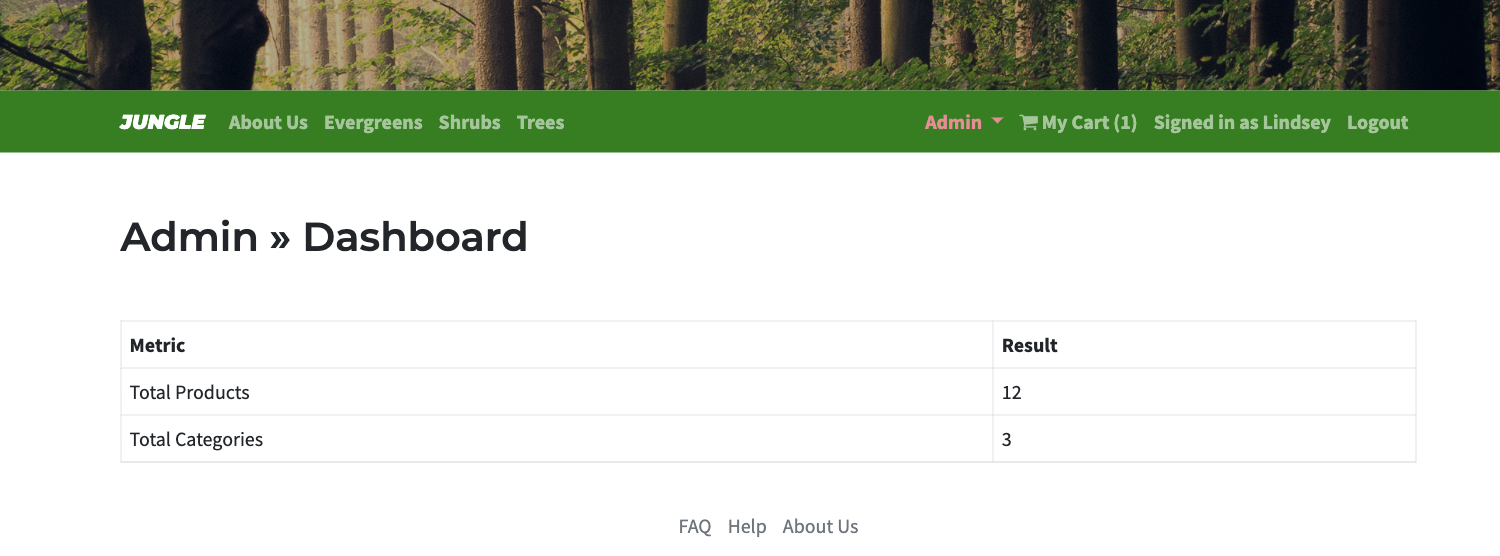 JUNGLE About Us Evergreens Shrubs Trees Admin My Cart (1) Signed in as Lindsey Logout
Admin » Dashboard
Metric Result
Total Products 12
Total Categories 3
FAQ Help About Us